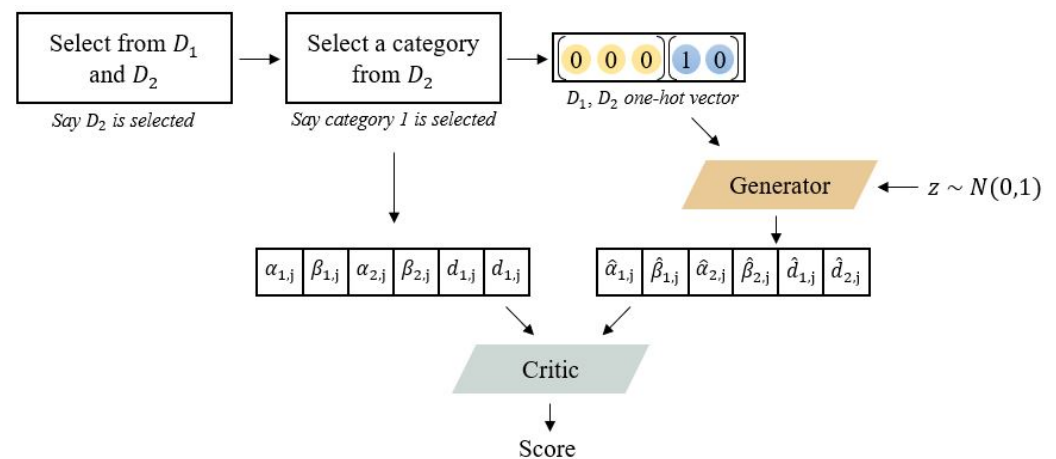 Select from D₁
and D₂
Say D₂ is selected
Select a category
from D₂
Say category 1 is selected
0 0 0 1 0
D₁, D₂ one-hot vector
Generator
z ~ N(0,1)
α₁,ⱼ β₁,ⱼ α₂,ⱼ β₂,ⱼ d₁,ⱼ d₁,ⱼ
α̂₁,ⱼ β̂₁,ⱼ α̂₂,ⱼ β̂₂,ⱼ d̂₁,ⱼ d̂₂,ⱼ
Critic
Score